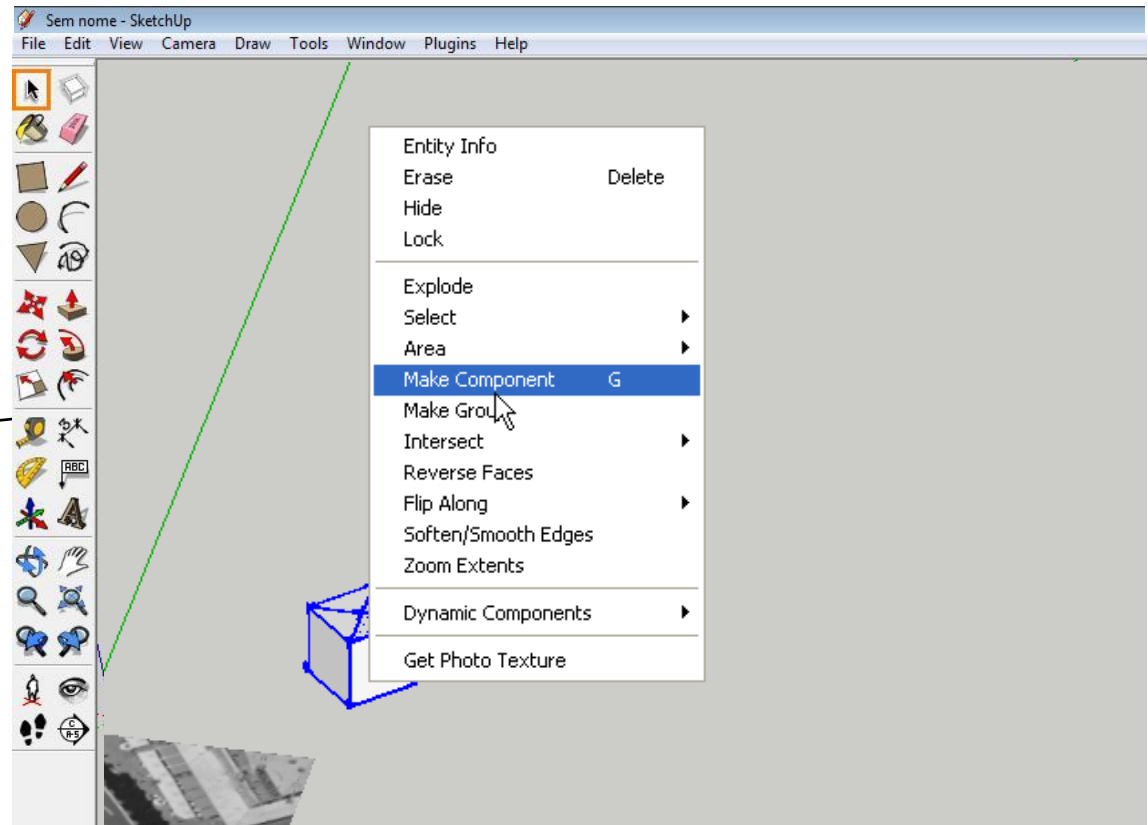 Sem nome - SketchUp
File Edit View Camera Draw Tools Window Plugins Help
Entity Info
Erase Delete
Hide
Lock
Explode
Select
Area
Make Component G
Make Group
Intersect
Reverse Faces
Flip Along
Soften/Smooth Edges
Zoom Extents
Dynamic Components
Get Photo Texture
ABC
A